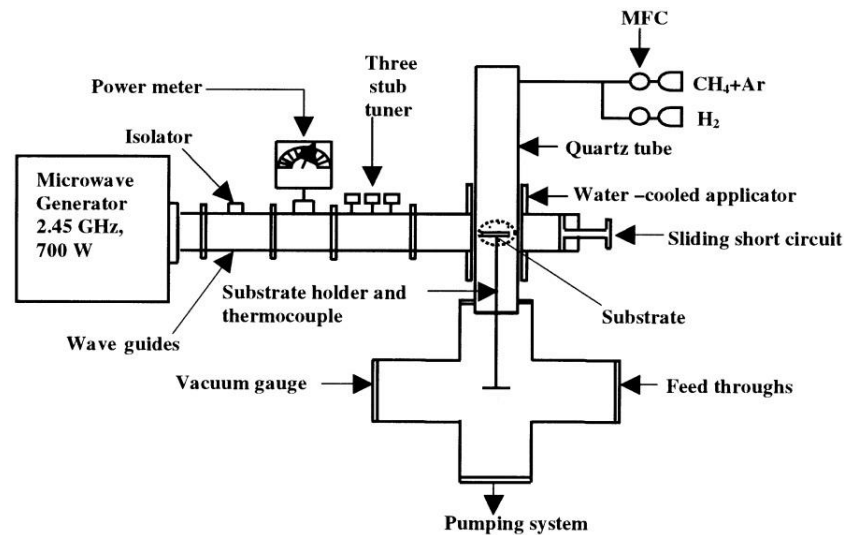 MFC
Three
stub
tuner
Power meter
CH₄+Ar
H₂
Isolator
Quartz tube
Microwave
Generator
2.45 GHz,
700 W
Water –cooled applicator
Sliding short circuit
Substrate holder and
thermocouple
Substrate
Wave guides
Vacuum gauge
Feed throughs
Pumping system